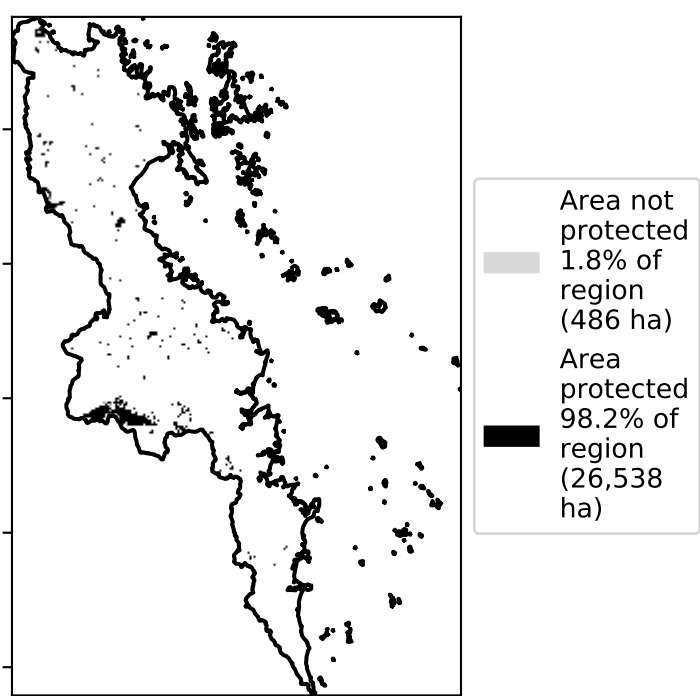 Area not
protected
1.8% of
region
(486 ha)
Area
protected
98.2% of
region
(26,538
ha)